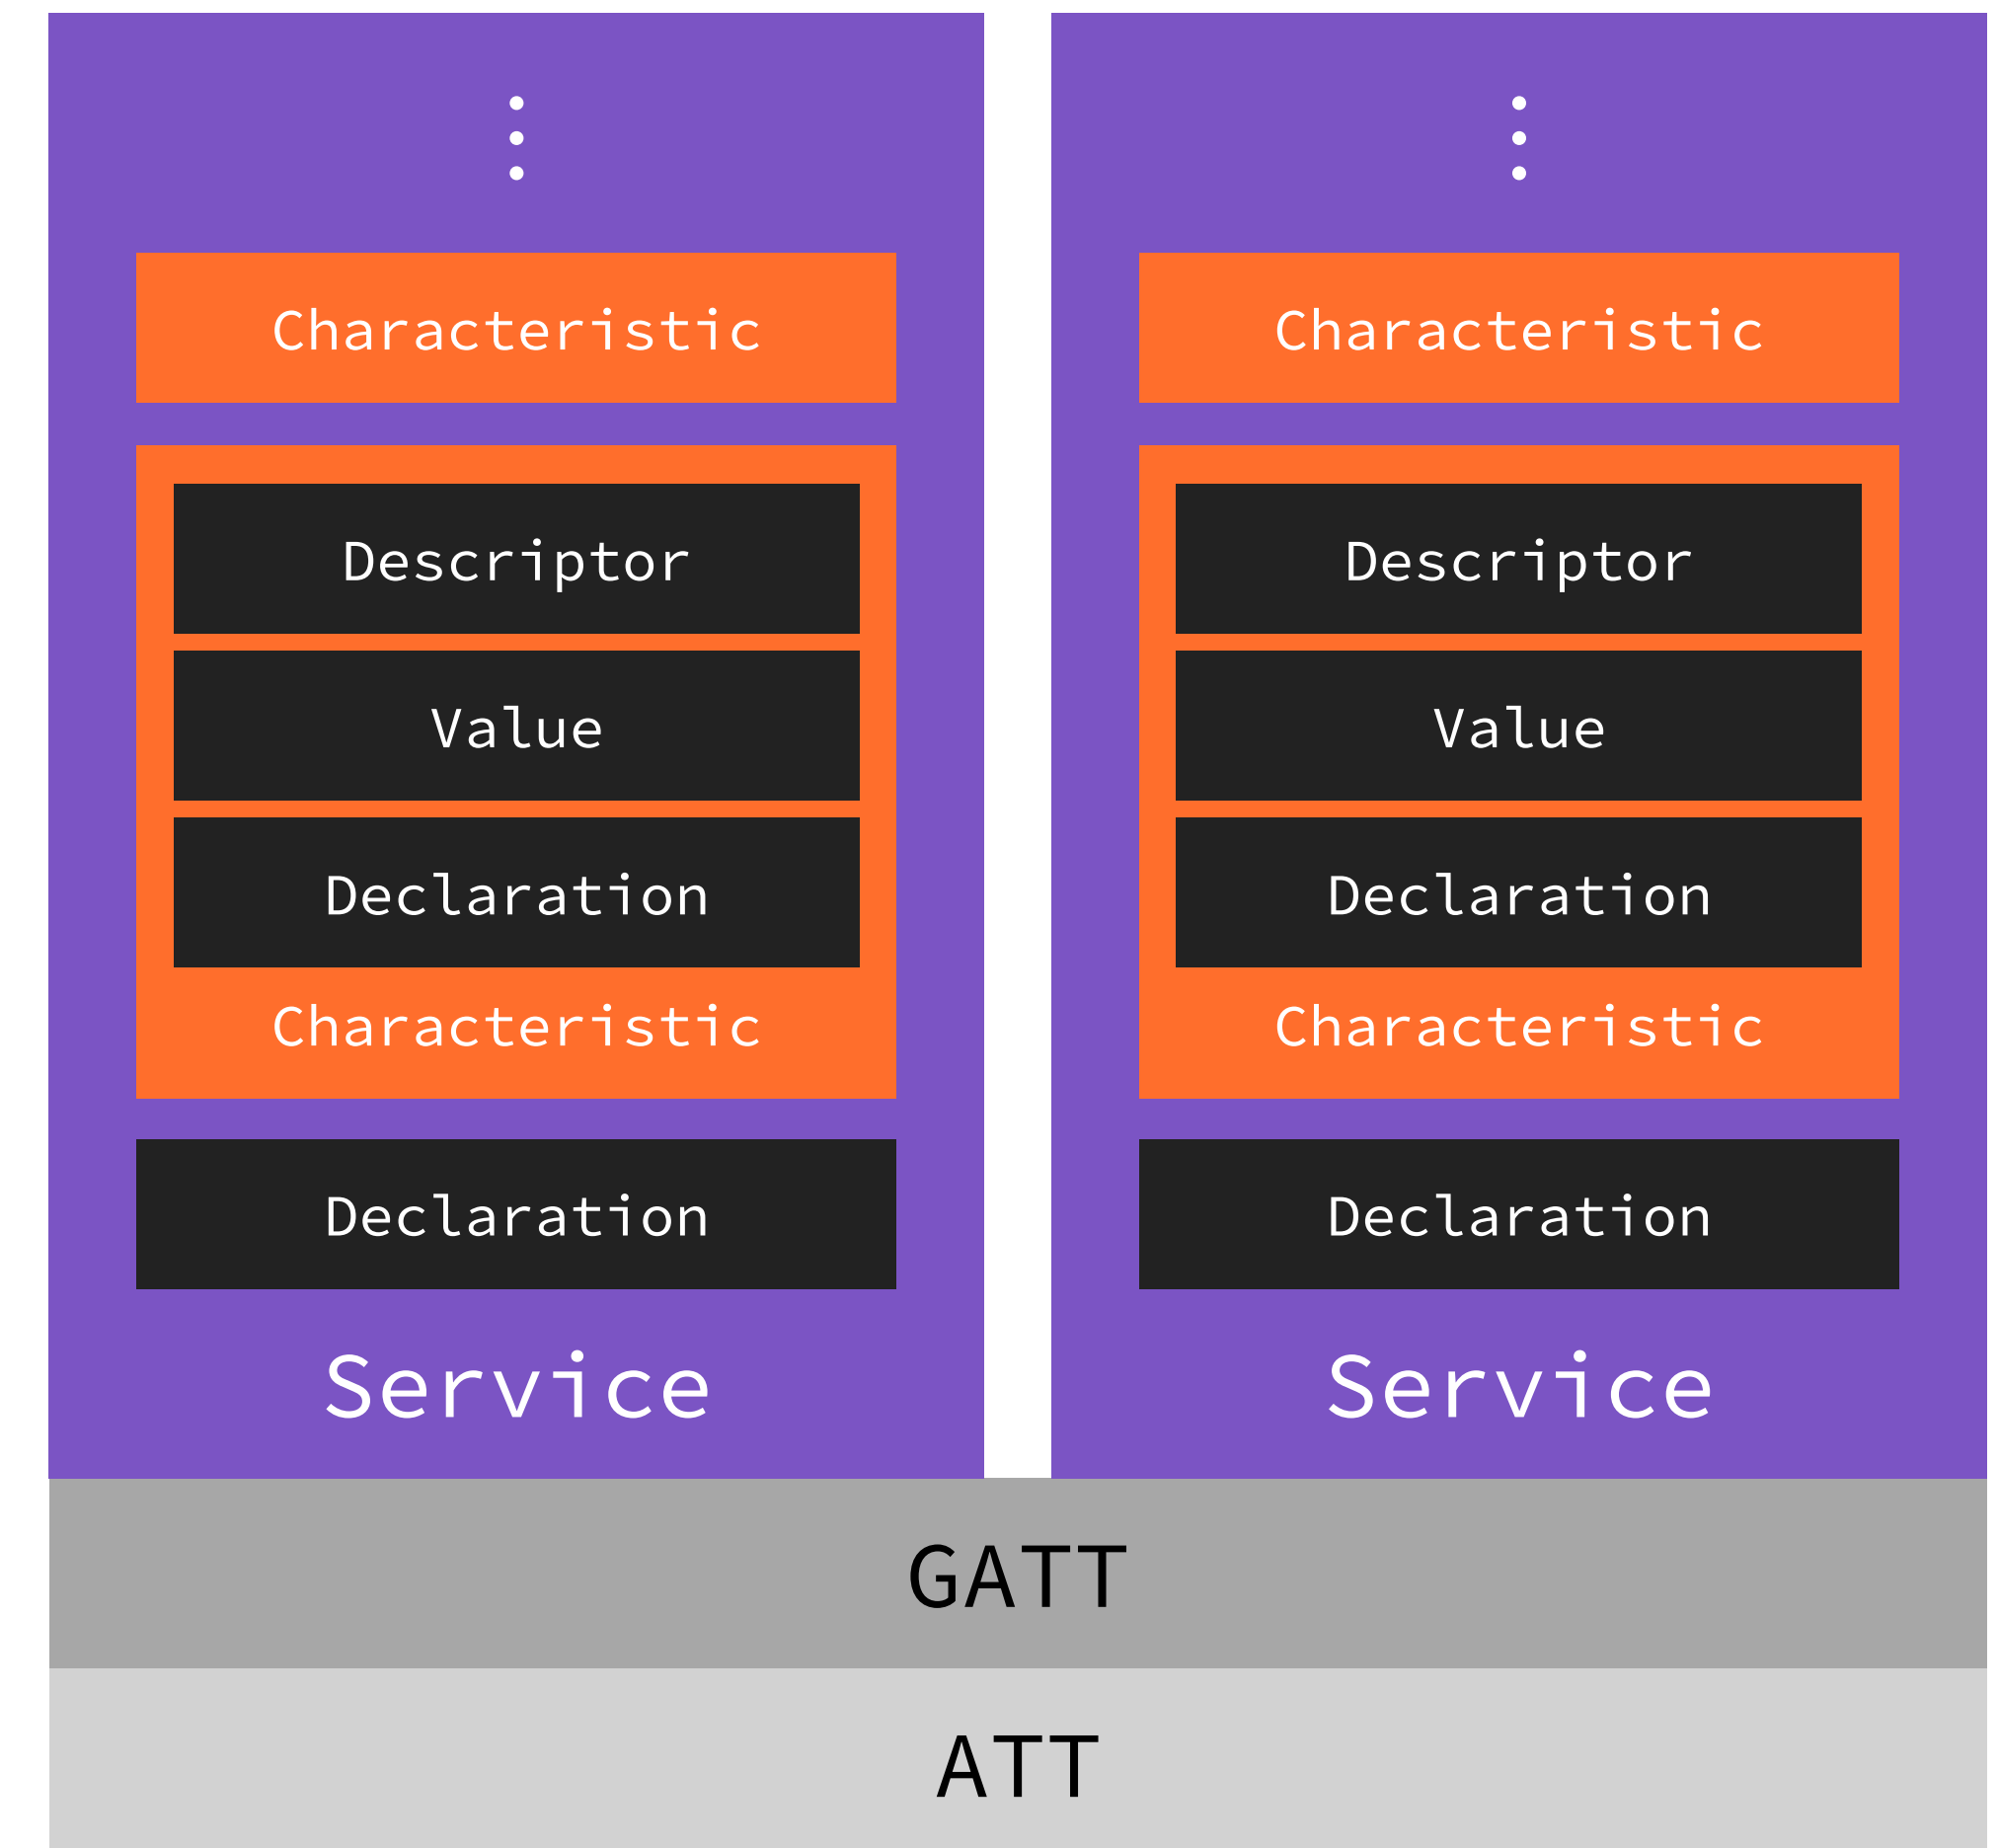 Characteristic
Descriptor
Value
Declaration
Characteristic
Declaration
Service
Characteristic
Descriptor
Value
Declaration
Characteristic
Declaration
Service
GATT
ATT